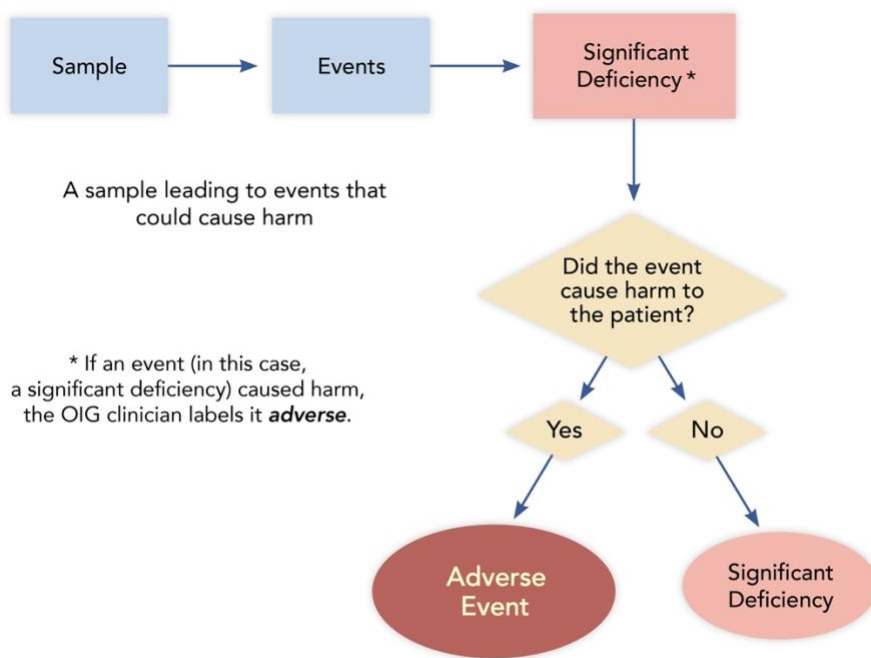 Sample
Events
Significant
Deficiency *
A sample leading to events that
could cause harm
Did the event
cause harm to
the patient?
* If an event (in this case,
a significant deficiency) caused harm,
the OIG clinician labels it adverse.
Yes
No
Adverse
Event
Significant
Deficiency